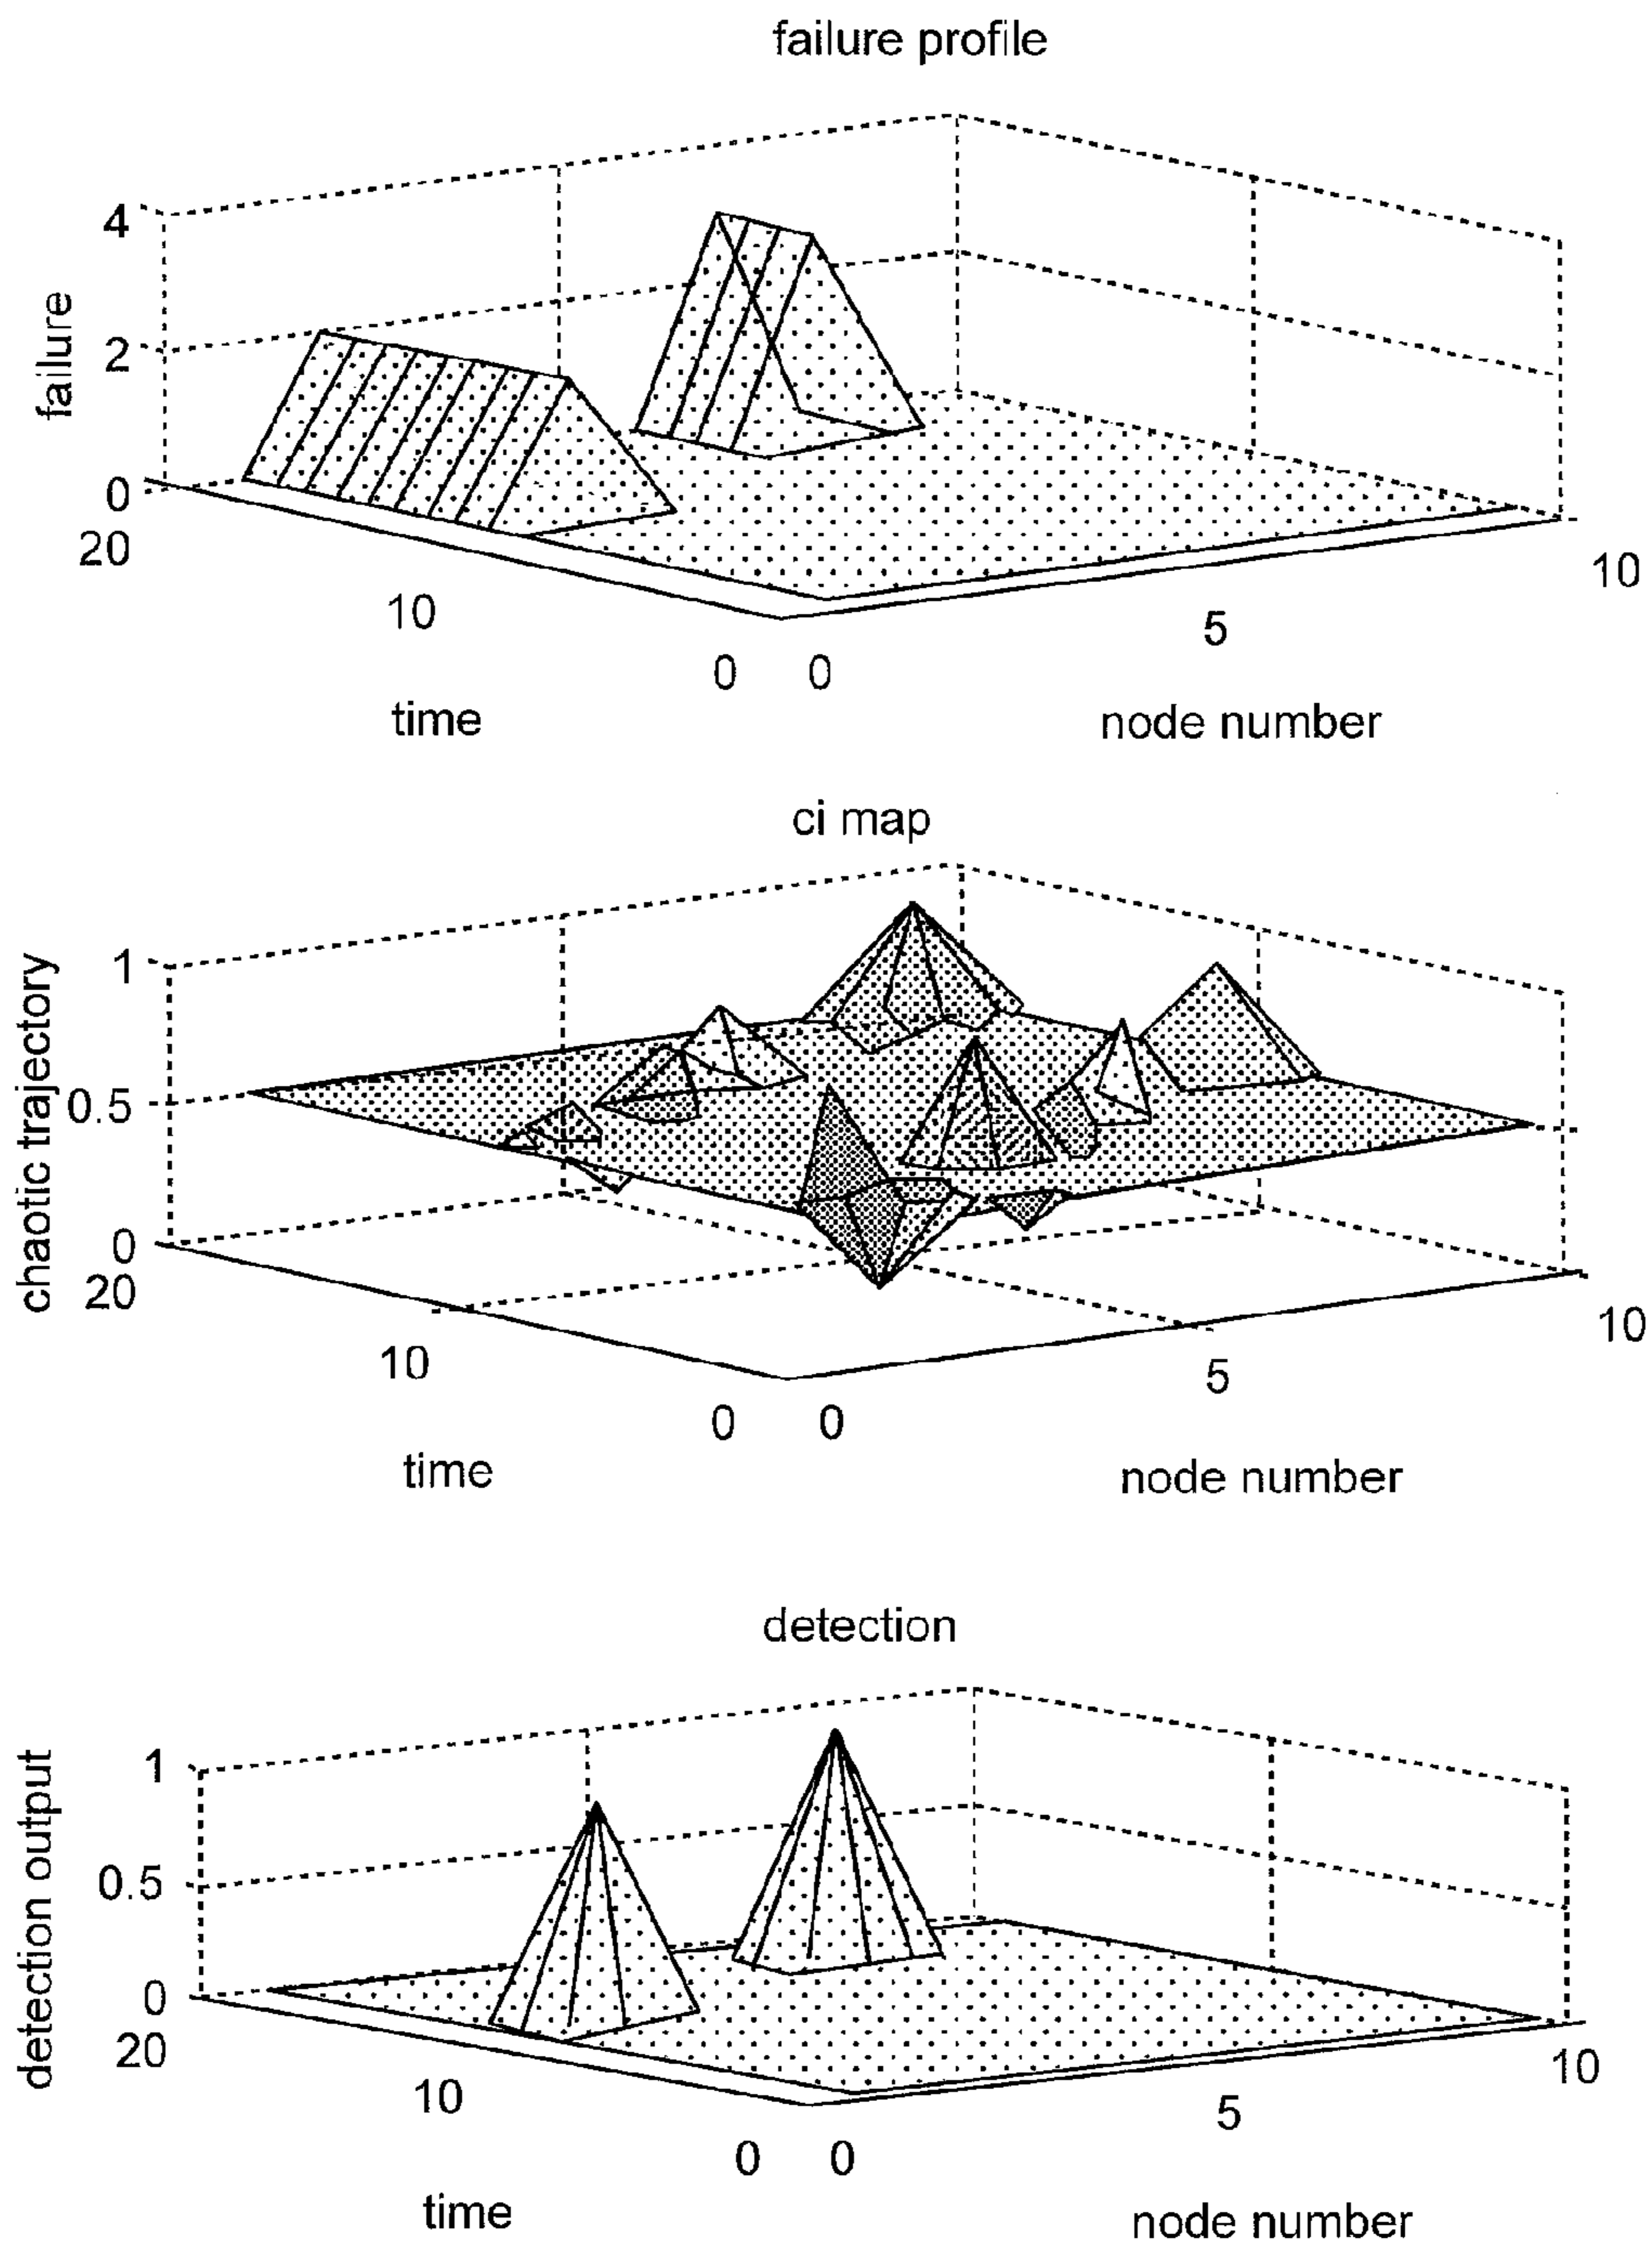 failure profile
4
2
0
failure
20
10
0
0
5
10
time
node number
ci map
1
0.5
0
chaotic trajectory
20
10
0
0
5
10
time
node number
detection
1
0.5
0
detection output
20
10
0
0
5
10
time
node number